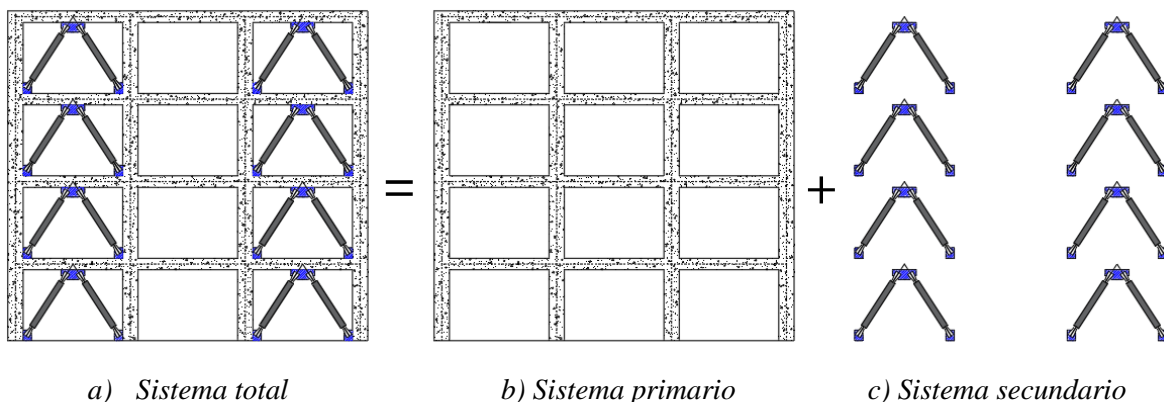 = +
a) Sistema total b) Sistema primario c) Sistema secundario